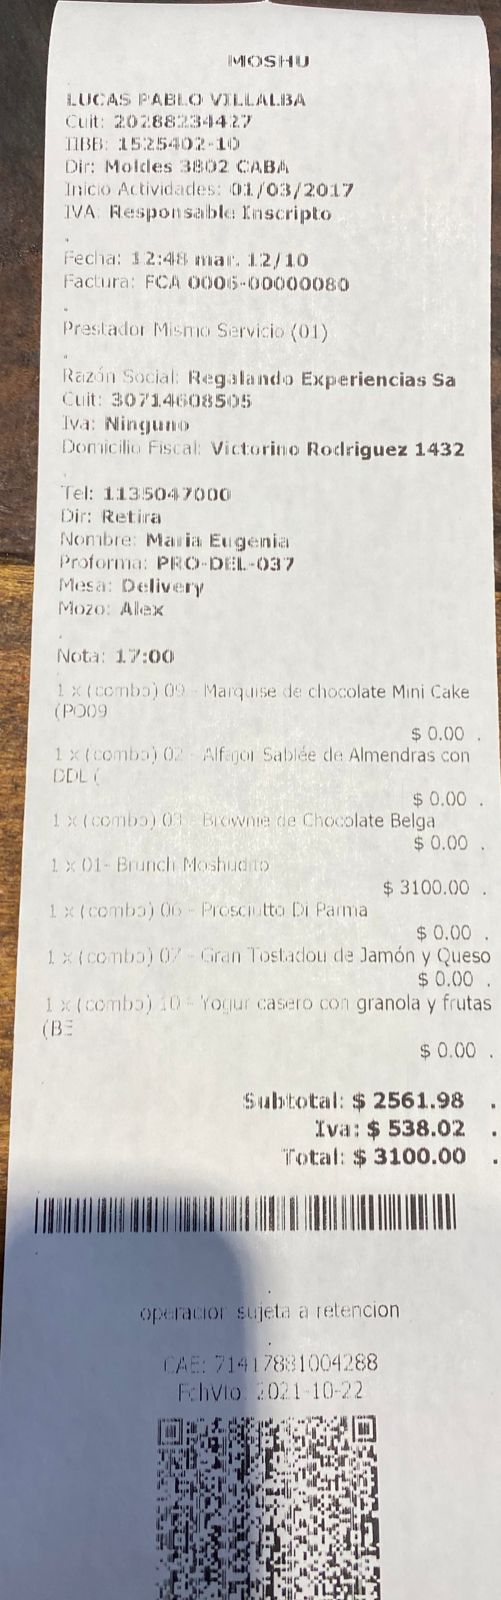 MOSHU
.
LUCAS PABLO VILLALBA
Cuit: 20288234427
IIBB: 1525402-10
Dir: Moldes 3802 CABA
Inicio Actividades: 01/03/2017
IVA: Responsable Inscripto
.
Fecha: 12:48 mar. 12/10
Factura: FCA 0006-00000080
.
Prestador Mismo Servicio (01)
.
Razón Social: Regalando Experiencias Sa
Cuit: 30714608505
Iva: Ninguno
Domicilio Fiscal: Victorino Rodriguez 1432
.
Tel: 1135047000
Dir: Retira
Nombre: Maria Eugenia
Proforma: PRO-DEL-037
Mesa: Delivery
Mozo: Alex
.
Nota: 17:00
1 x (combo) 09 - Marquise de chocolate Mini Cake
(PO09
$ 0.00 .
1 x (combo) 02 - Alfajor Sablée de Almendras con
DDL (
$ 0.00 .
1 x (combo) 03 - Brownie de Chocolate Belga
$ 0.00 .
1 x 01- Brunch Moshudito
$ 3100.00 .
1 x (combo) 06 - Prosciutto Di Parma
$ 0.00 .
1 x (combo) 07 - Gran Tostadou de Jamón y Queso
$ 0.00 .
1 x (combo) 10 - Yogur casero con granola y frutas
(BE
$ 0.00 .
Subtotal: $ 2561.98 .
Iva: $ 538.02 .
Total: $ 3100.00 .
operacion sujeta a retencion
CAE: 71417831004288
FchVto: 2021-10-22